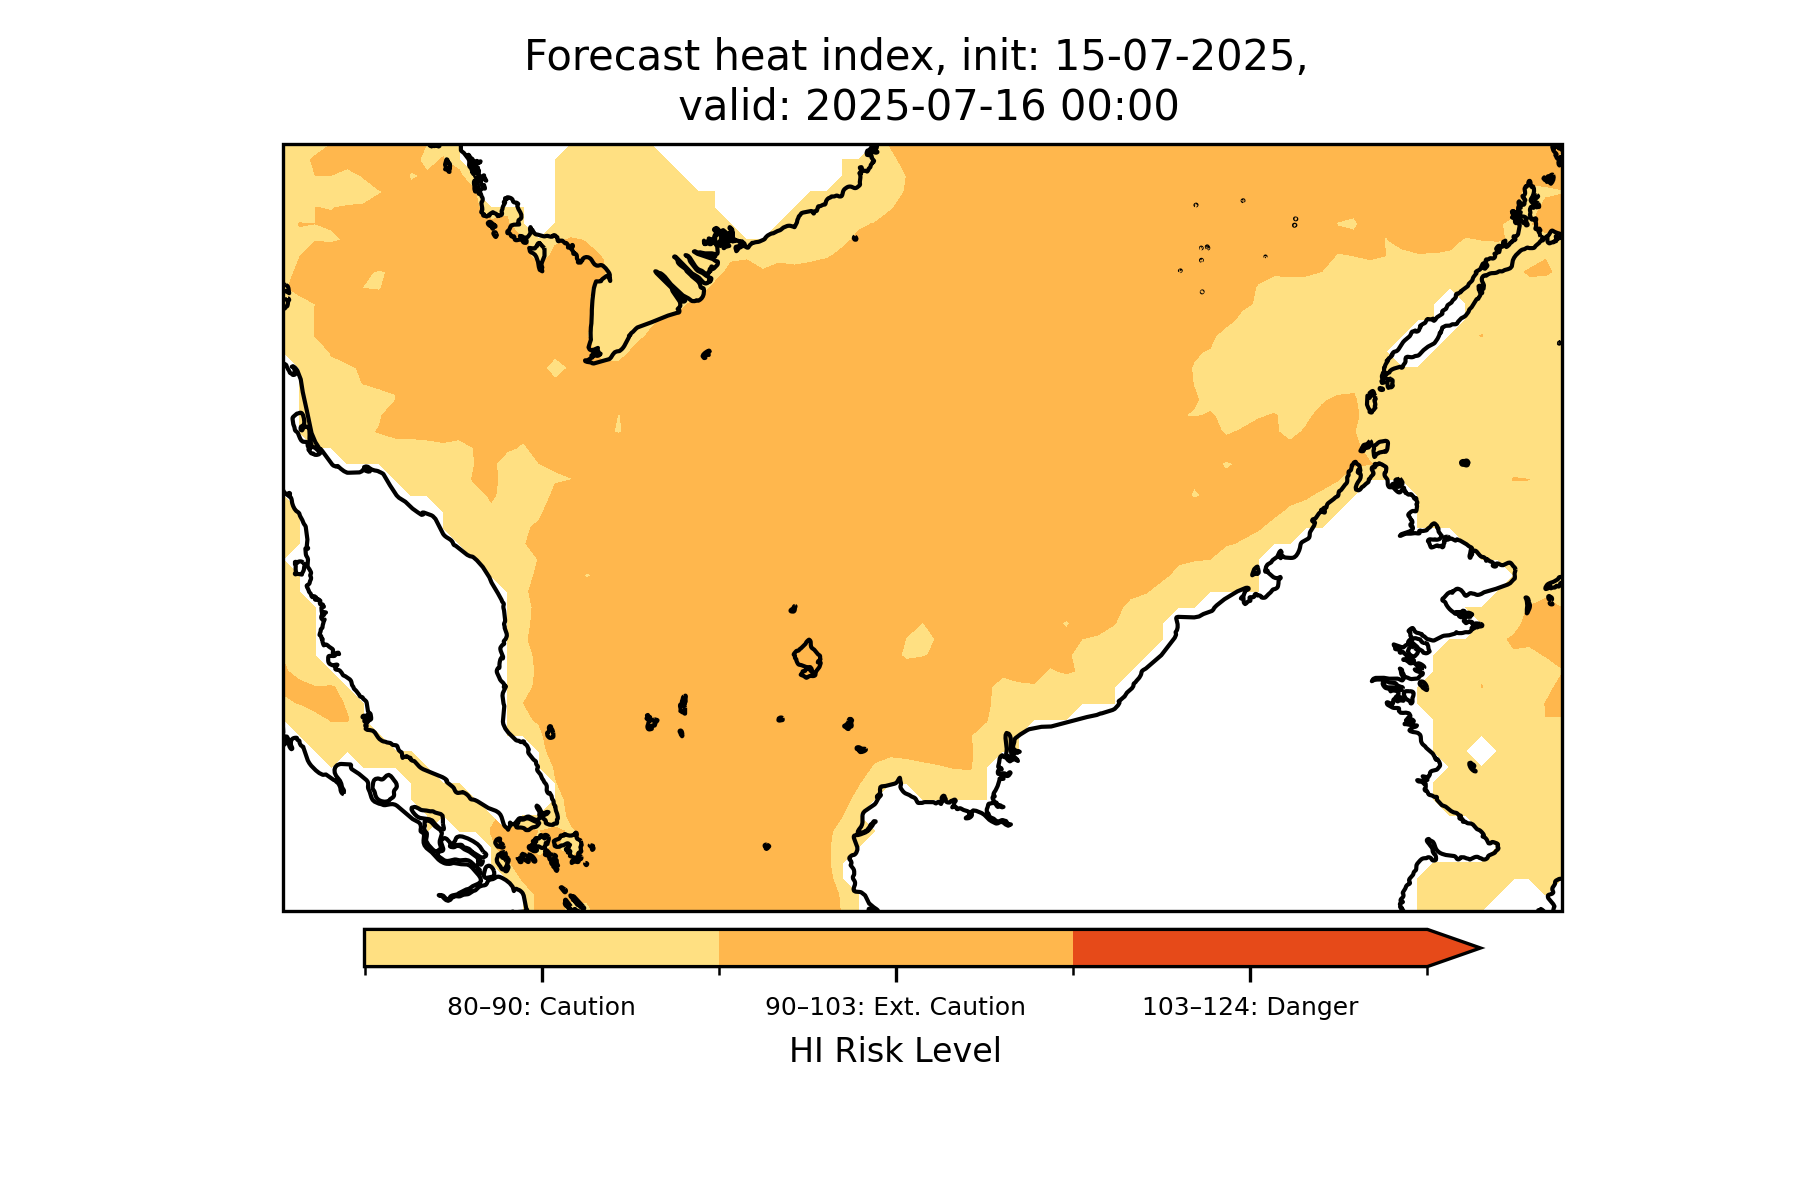 Forecast heat index, init: 15-07-2025,
valid: 2025-07-16 00:00
80–90: Caution
90–103: Ext. Caution
103–124: Danger
HI Risk Level